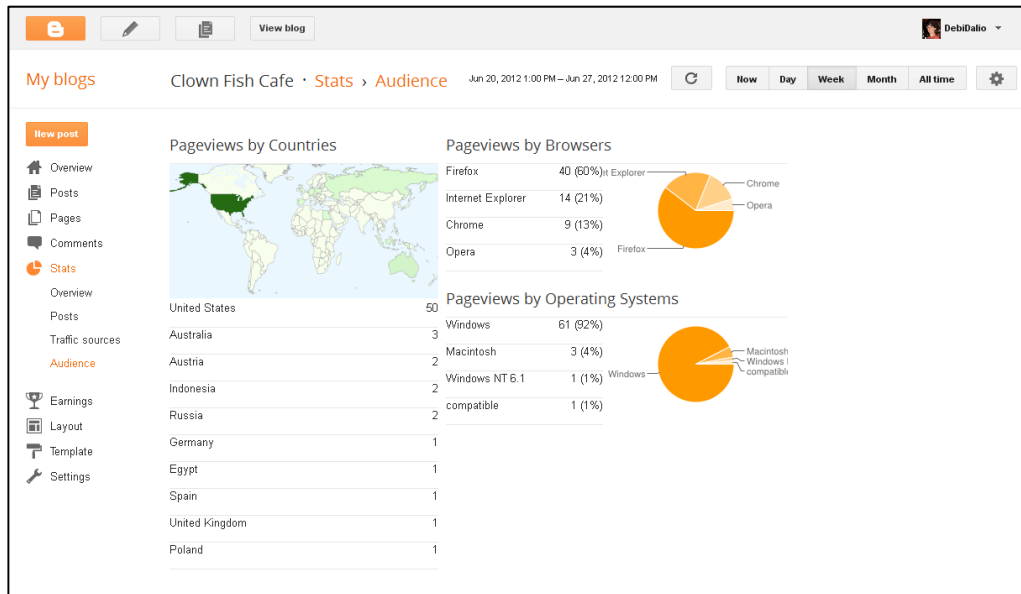 View blog
DebiDalio
My blogs
Clown Fish Cafe · Stats › Audience
Jun 20, 2012 1:00 PM – Jun 27, 2012 12:00 PM
Now Day Week Month All time
New post
Overview
Posts
Pages
Comments
Stats
Overview
Posts
Traffic sources
Audience
Earnings
Layout
Template
Settings
Pageviews by Countries
United States 50
Australia 3
Austria 2
Indonesia 2
Russia 2
Germany 1
Egypt 1
Spain 1
United Kingdom 1
Poland 1
Pageviews by Browsers
Firefox 40 (60%)
Internet Explorer 14 (21%)
Chrome 9 (13%)
Opera 3 (4%)
et Explorer
Chrome
Opera
Firefox
Pageviews by Operating Systems
Windows 61 (92%)
Macintosh 3 (4%)
Windows NT 6.1 1 (1%)
compatible 1 (1%)
Windows
Macintosh
Windows
compatible